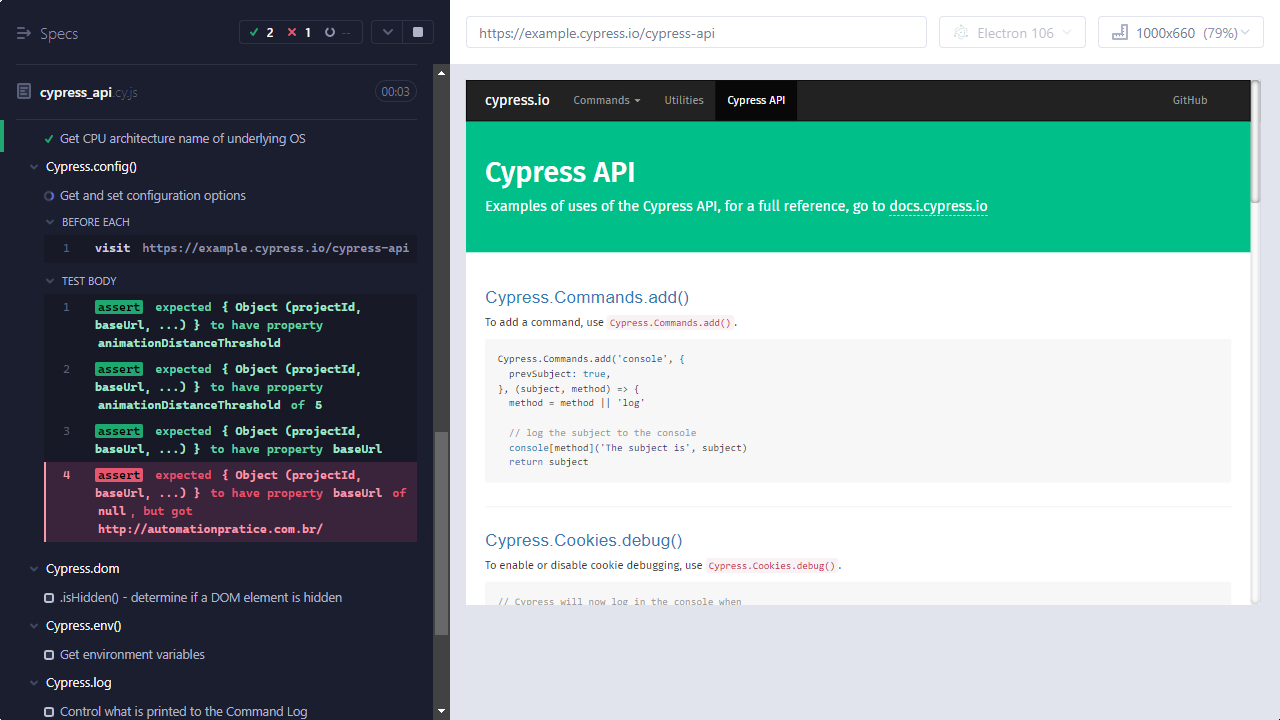 Specs
2 1 --
cypress_api.cy.js 00:03
Get CPU architecture name of underlying OS
Cypress.config()
Get and set configuration options
BEFORE EACH
1 visit https://example.cypress.io/cypress-api
TEST BODY
1 assert expected { Object (projectId,
baseUrl, ...) } to have property
animationDistanceThreshold
2 assert expected { Object (projectId,
baseUrl, ...) } to have property
animationDistanceThreshold of 5
3 assert expected { Object (projectId,
baseUrl, ...) } to have property baseUrl
4 assert expected { Object (projectId,
baseUrl, ...) } to have property baseUrl of
null, but got
http://automationpratice.com.br/
Cypress.dom
.isHidden() - determine if a DOM element is hidden
Cypress.env()
Get environment variables
Cypress.log
Control what is printed to the Command Log
https://example.cypress.io/cypress-api
Electron 106
1000x660 (79%)
cypress.io Commands Utilities Cypress API GitHub
Cypress API
Examples of uses of the Cypress API, for a full reference, go to docs.cypress.io
Cypress.Commands.add()
To add a command, use Cypress.Commands.add().
Cypress.Commands.add('console', {
prevSubject: true,
}, (subject, method) => {
method = method || 'log'
// log the subject to the console
console[method]('The subject is', subject)
return subject
Cypress.Cookies.debug()
To enable or disable cookie debugging, use Cypress.Cookies.debug().
// Cypress will now log in the console when